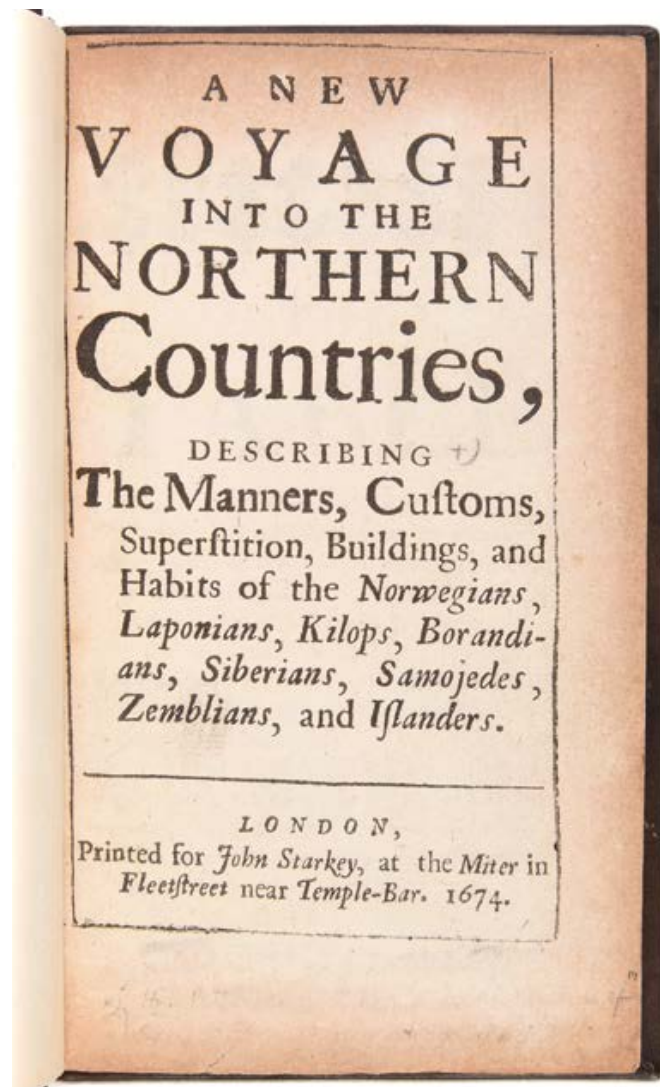 A NEW
VOYAGE
INTO THE
NORTHERN
Countries,
DESCRIBING
The Manners, Cuſtoms,
Superſtition, Buildings, and
Habits of the Norwegians,
Laponians, Kilops, Borandi-
ans, Siberians, Samojedes,
Zemblians, and Iſlanders.
LONDON,
Printed for John Starkey, at the Miter in
Fleetſtreet near Temple-Bar. 1674.